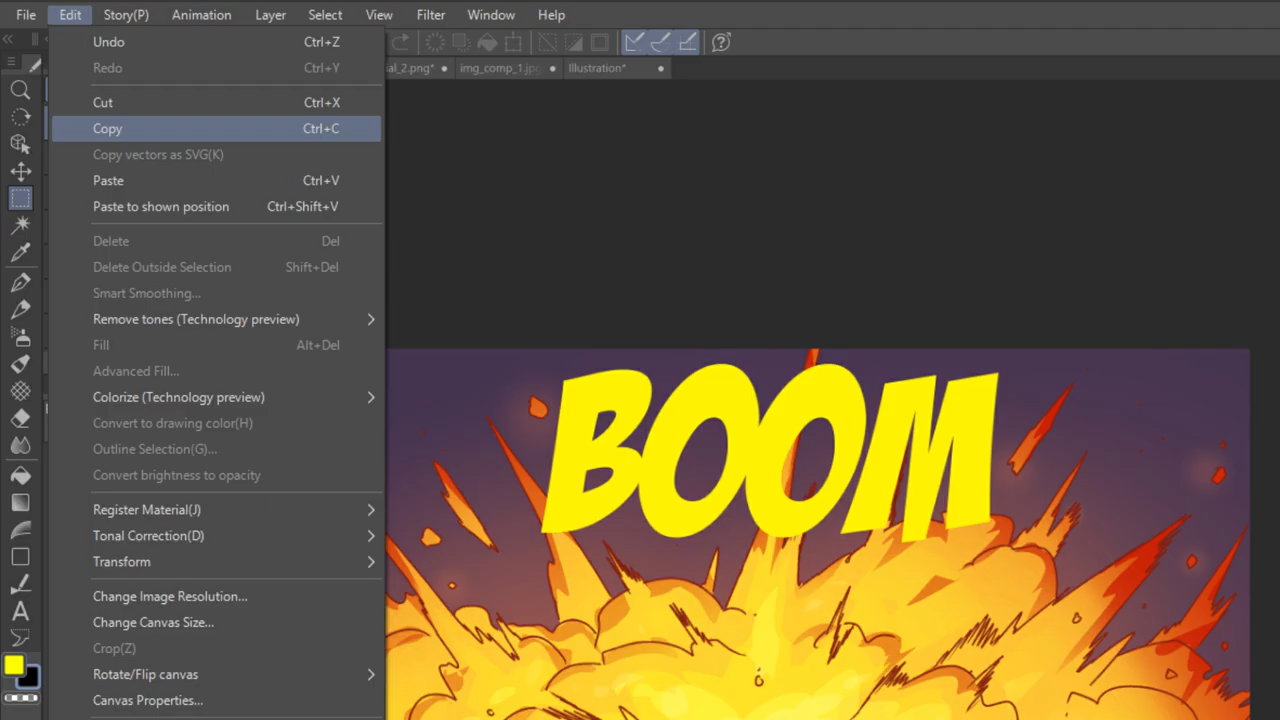 File Edit Story(P) Animation Layer Select View Filter Window Help
ial_2.png* img_comp_1.jpg Illustration*
Undo Ctrl+Z
Redo Ctrl+Y
Cut Ctrl+X
Copy Ctrl+C
Copy vectors as SVG(K)
Paste Ctrl+V
Paste to shown position Ctrl+Shift+V
Delete Del
Delete Outside Selection Shift+Del
Smart Smoothing...
Remove tones (Technology preview)
Fill Alt+Del
Advanced Fill...
Colorize (Technology preview)
Convert to drawing color(H)
Outline Selection(G)...
Convert brightness to opacity
Register Material(J)
Tonal Correction(D)
Transform
Change Image Resolution...
Change Canvas Size...
Crop(Z)
Rotate/Flip canvas
Canvas Properties...
BOOM